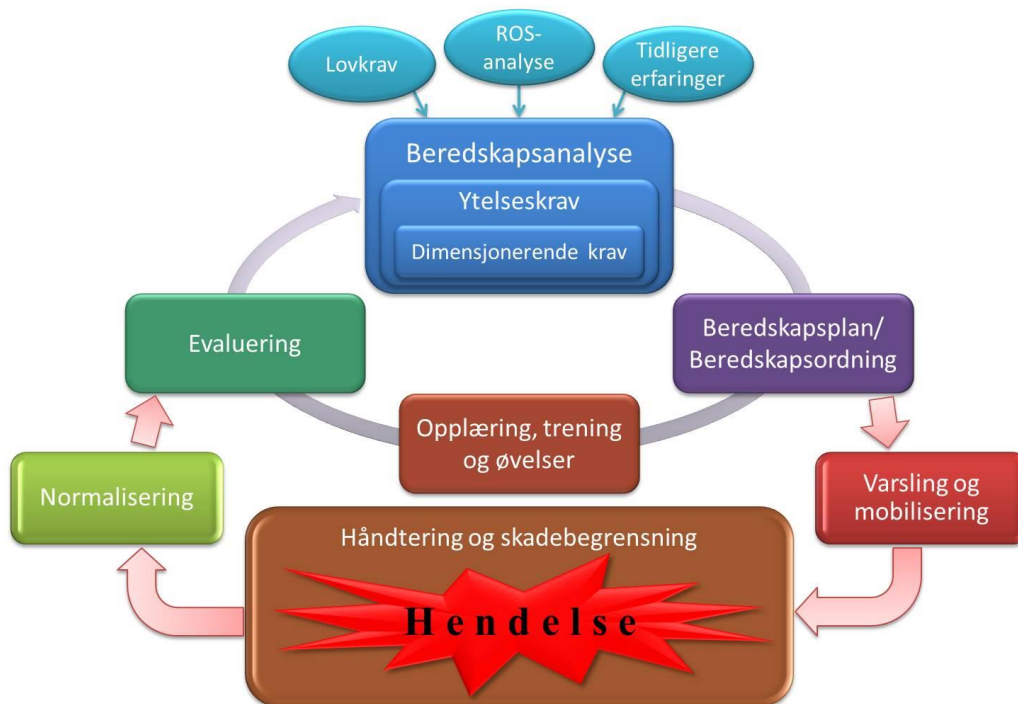 Lovkrav
ROS-
analyse
Tidligere
erfaringer
Beredskapsanalyse
Ytelseskrav
Dimensjonerende krav
Evaluering
Beredskapsplan/
Beredskapsordning
Opplæring, trening
og øvelser
Normalisering
Varsling og
mobilisering
Håndtering og skadebegrensning
Hendelse